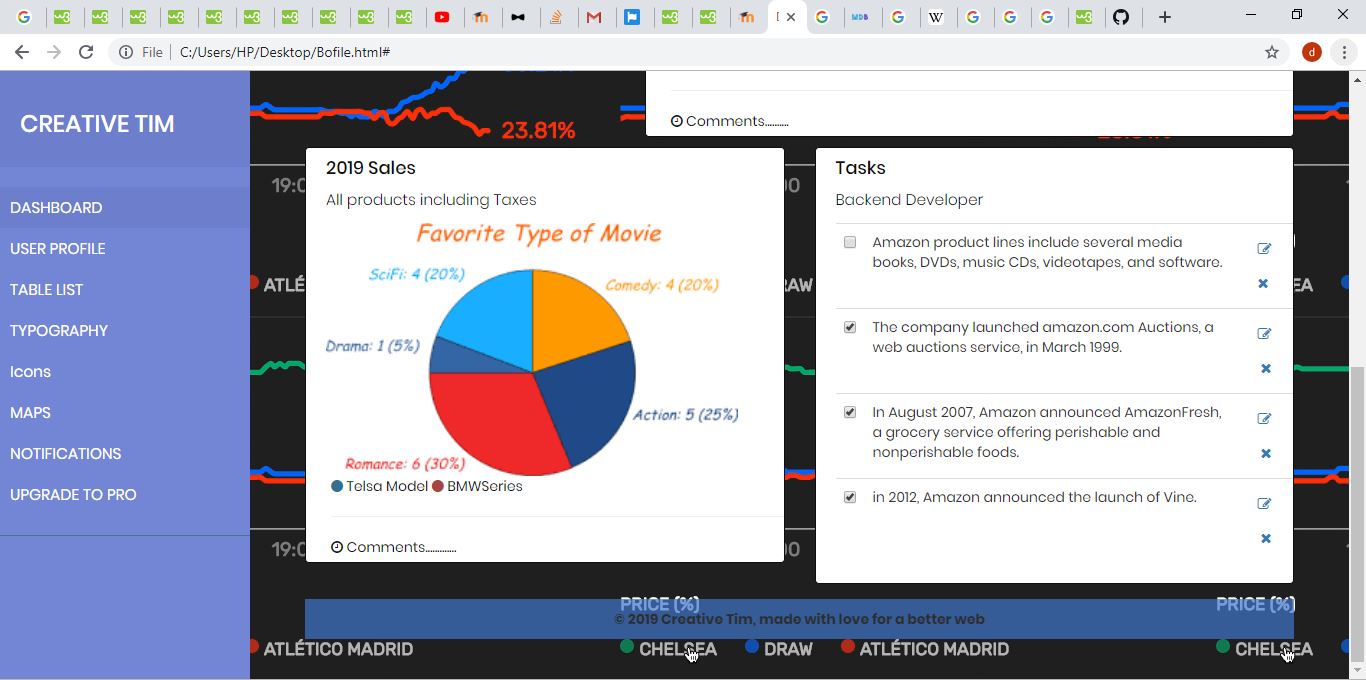 File
C:/Users/HP/Desktop/Bofile.html#
d
CREATIVE TIM
DASHBOARD
USER PROFILE
TABLE LIST
TYPOGRAPHY
Icons
MAPS
NOTIFICATIONS
UPGRADE TO PRO
23.81%
Comments..........
2019 Sales
All products including Taxes
Favorite Type of Movie
SciFi: 4 (20%)
Comedy: 4 (20%)
Drama: 1 (5%)
Action: 5 (25%)
Romance: 6 (30%)
Telsa Model BMWSeries
Comments.............
Tasks
Backend Developer
Amazon product lines include several media
books, DVDs, music CDs, videotapes, and software.
The company launched amazon.com Auctions, a
web auctions service, in March 1999.
In August 2007, Amazon announced AmazonFresh,
a grocery service offering perishable and
nonperishable foods.
in 2012, Amazon announced the launch of Vine.
PRICE (%) PRICE (%)
© 2019 Creative Tim, made with love for a better web
ATLÉTICO MADRID CHELSEA DRAW ATLÉTICO MADRID CHELSEA